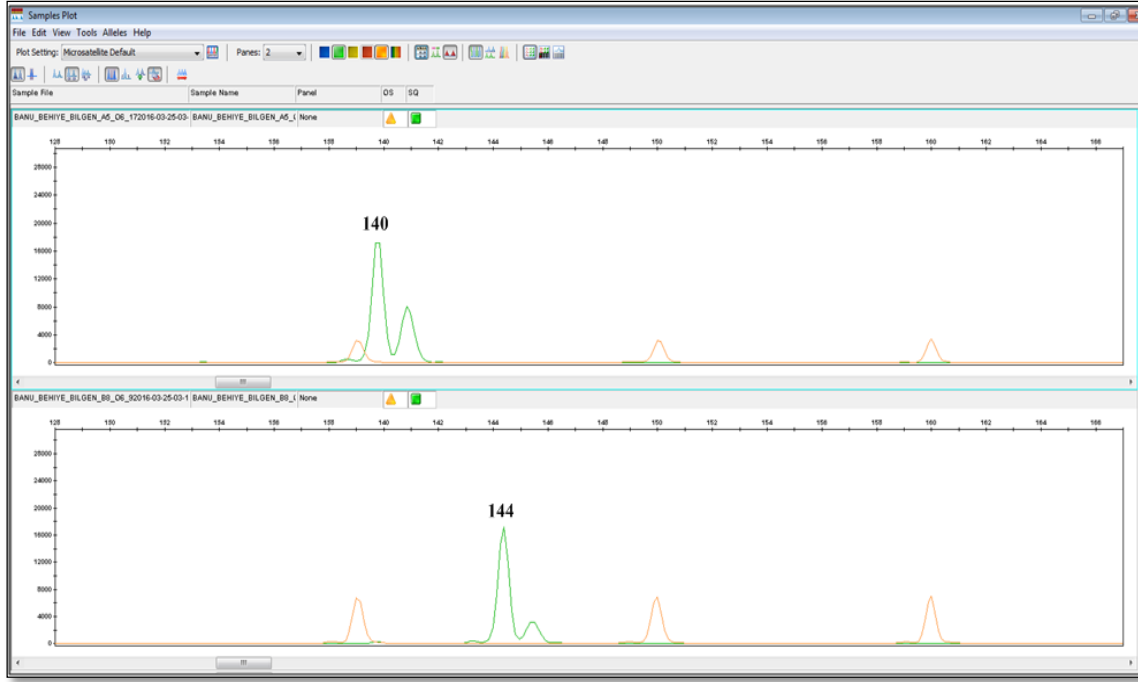 Samples Plot
File Edit View Tools Alleles Help
Plot Setting: Microsatellite Default Panes: 2
Sample File Sample Name Panel OS SQ
BANU_BEHIYE_BILGEN_A5_O6_172016-03-25-03- BANU_BEHIYE_BILGEN_A5_( None
128 130 132 134 136 138 140 142 144 146 148 150 152 154 156 158 160 162 164 166
28000
24000
20000
140
16000
12000
8000
4000
0
BANU_BEHIYE_BILGEN_B8_O6_92016-03-25-03-1 BANU_BEHIYE_BILGEN_B8_( None
128 130 132 134 136 138 140 142 144 146 148 150 152 154 156 158 160 162 164 166
28000
24000
20000
144
16000
12000
8000
4000
0